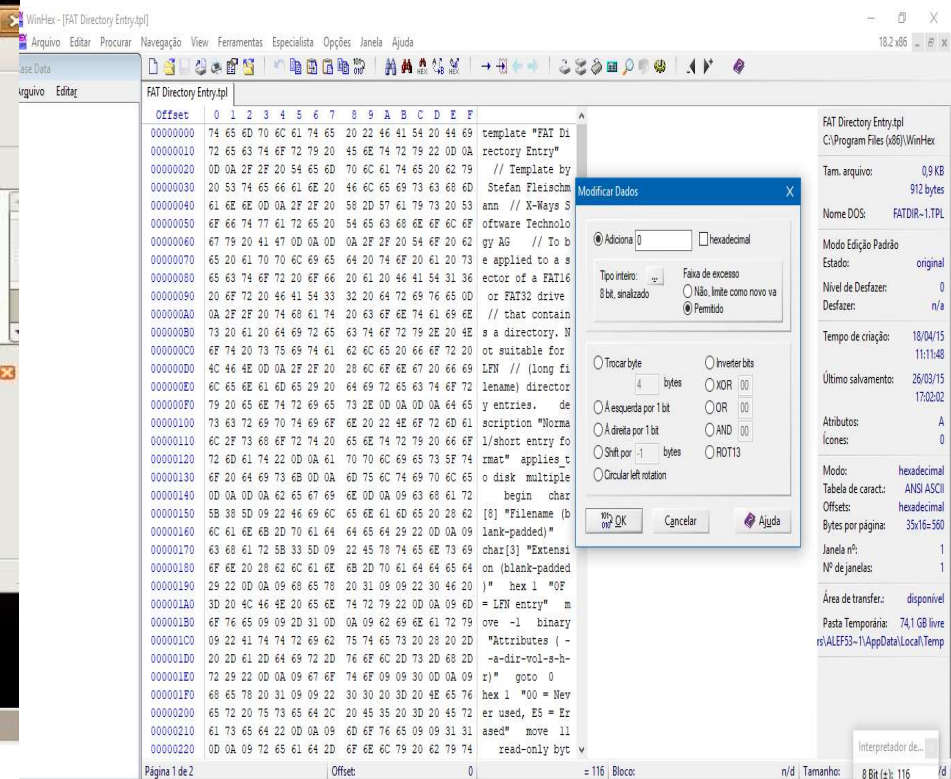 WinHex - [FAT Directory Entry.tpl]
Arquivo Editar Procurar Navegação View Ferramentas Especialista Opções Janela Ajuda
18.2 x86
ase Data
rquivo Editar
FAT Directory Entry.tpl
Offset 0 1 2 3 4 5 6 7 8 9 A B C D E F
00000000 74 65 6D 70 6C 61 74 65 20 22 46 41 54 20 44 69 template "FAT Di
00000010 72 65 63 74 6F 72 79 20 45 6E 74 72 79 22 0D 0A rectory Entry"
00000020 0D 0A 2F 2F 20 54 65 6D 70 6C 61 74 65 20 62 79 // Template by
00000030 20 53 74 65 66 61 6E 20 46 6C 65 69 73 63 68 6D Stefan Fleischm
00000040 61 6E 6E 0D 0A 2F 2F 20 58 2D 57 61 79 73 20 53 ann // X-Ways S
00000050 6F 66 74 77 61 72 65 20 54 65 63 68 6E 6F 6C 6F oftware Technolo
00000060 67 79 20 41 47 0D 0A 0D 0A 2F 2F 20 54 6F 20 62 gy AG // To b
00000070 65 20 61 70 70 6C 69 65 64 20 74 6F 20 61 20 73 e applied to a s
00000080 65 63 74 6F 72 20 6F 66 20 61 20 46 41 54 31 36 ector of a FAT16
00000090 20 6F 72 20 46 41 54 33 32 20 64 72 69 76 65 0D or FAT32 drive
000000A0 0A 2F 2F 20 74 68 61 74 20 63 6F 6E 74 61 69 6E // that contain
000000B0 73 20 61 20 64 69 72 65 63 74 6F 72 79 2E 20 4E s a directory. N
000000C0 6F 74 20 73 75 69 74 61 62 6C 65 20 66 6F 72 20 ot suitable for
000000D0 4C 46 4E 0D 0A 2F 2F 20 28 6C 6F 6E 67 20 66 69 LFN // (long fi
000000E0 6C 65 6E 61 6D 65 29 20 64 69 72 65 63 74 6F 72 lename) director
000000F0 79 20 65 6E 74 72 69 65 73 2E 0D 0A 0D 0A 64 65 y entries. de
00000100 73 63 72 69 70 74 69 6F 6E 20 22 4E 6F 72 6D 61 scription "Norma
00000110 6C 2F 73 68 6F 72 74 20 65 6E 74 72 79 20 66 6F l/short entry fo
00000120 72 6D 61 74 22 0D 0A 61 70 70 6C 69 65 73 5F 74 rmat" applies_t
00000130 6F 20 64 69 73 6B 0D 0A 6D 75 6C 74 69 70 6C 65 o disk multiple
00000140 0D 0A 0D 0A 62 65 67 69 6E 0D 0A 09 63 68 61 72 begin char
00000150 5B 38 5D 09 22 46 69 6C 65 6E 61 6D 65 20 28 62 [8] "Filename (b
00000160 6C 61 6E 6B 2D 70 61 64 64 65 64 29 22 0D 0A 09 lank-padded)"
00000170 63 68 61 72 5B 33 5D 09 22 45 78 74 65 6E 73 69 char[3] "Extensi
00000180 6F 6E 20 28 62 6C 61 6E 6B 2D 70 61 64 64 65 64 on (blank-padded
00000190 29 22 0D 0A 09 68 65 78 20 31 09 09 22 30 46 20 )" hex 1 "0F
000001A0 3D 20 4C 46 4E 20 65 6E 74 72 79 22 0D 0A 09 6D = LFN entry" m
000001B0 6F 76 65 09 09 2D 31 0D 0A 09 62 69 6E 61 72 79 ove -1 binary
000001C0 09 22 41 74 74 72 69 62 75 74 65 73 20 28 20 2D "Attributes ( -
000001D0 20 2D 61 2D 64 69 72 2D 76 6F 6C 2D 73 2D 68 2D -a-dir-vol-s-h-
000001E0 72 29 22 0D 0A 09 67 6F 74 6F 09 09 30 0D 0A 09 r)" goto 0
000001F0 68 65 78 20 31 09 09 22 30 30 20 3D 20 4E 65 76 hex 1 "00 = Nev
00000200 65 72 20 75 73 65 64 2C 20 45 35 20 3D 20 45 72 er used, E5 = Er
00000210 61 73 65 64 22 0D 0A 09 6D 6F 76 65 09 09 31 31 ased" move 11
00000220 0D 0A 09 72 65 61 64 2D 6F 6E 6C 79 20 62 79 74 read-only byt
Página 1 de 2 Offset: 0 = 116 Bloco: n/d Tamanho: /d
Modificar Dados X
Adiciona 0 hexadecimal
Tipo inteiro: ... Faixa de excesso
8 bit, sinalizado Não, limite como novo va
Permitido
Trocar byte Inverter bits
4 bytes XOR 00
À esquerda por 1 bit OR 00
À direita por 1 bit AND 00
Shift por -1 bytes ROT13
Circular left rotation
OK Cancelar Ajuda
FAT Directory Entry.tpl
C:\Program Files (x86)\WinHex
Tam. arquivo: 0,9 KB
912 bytes
Nome DOS: FATDIR~1.TPL
Modo Edição Padrão
Estado: original
Nível de Desfazer: 0
Desfazer: n/a
Tempo de criação: 18/04/15
11:11:48
Último salvamento: 26/03/15
17:02:02
Atributos: A
Ícones: 0
Modo: hexadecimal
Tabela de caract.: ANSI ASCII
Offsets: hexadecimal
Bytes por página: 35x16=560
Janela nº: 1
Nº de janelas: 1
Área de transfer.: disponível
Pasta Temporária: 74,1 GB livre
rs\ALEF53~1\AppData\Local\Temp
Interpretador de...
8 Bit (±): 116